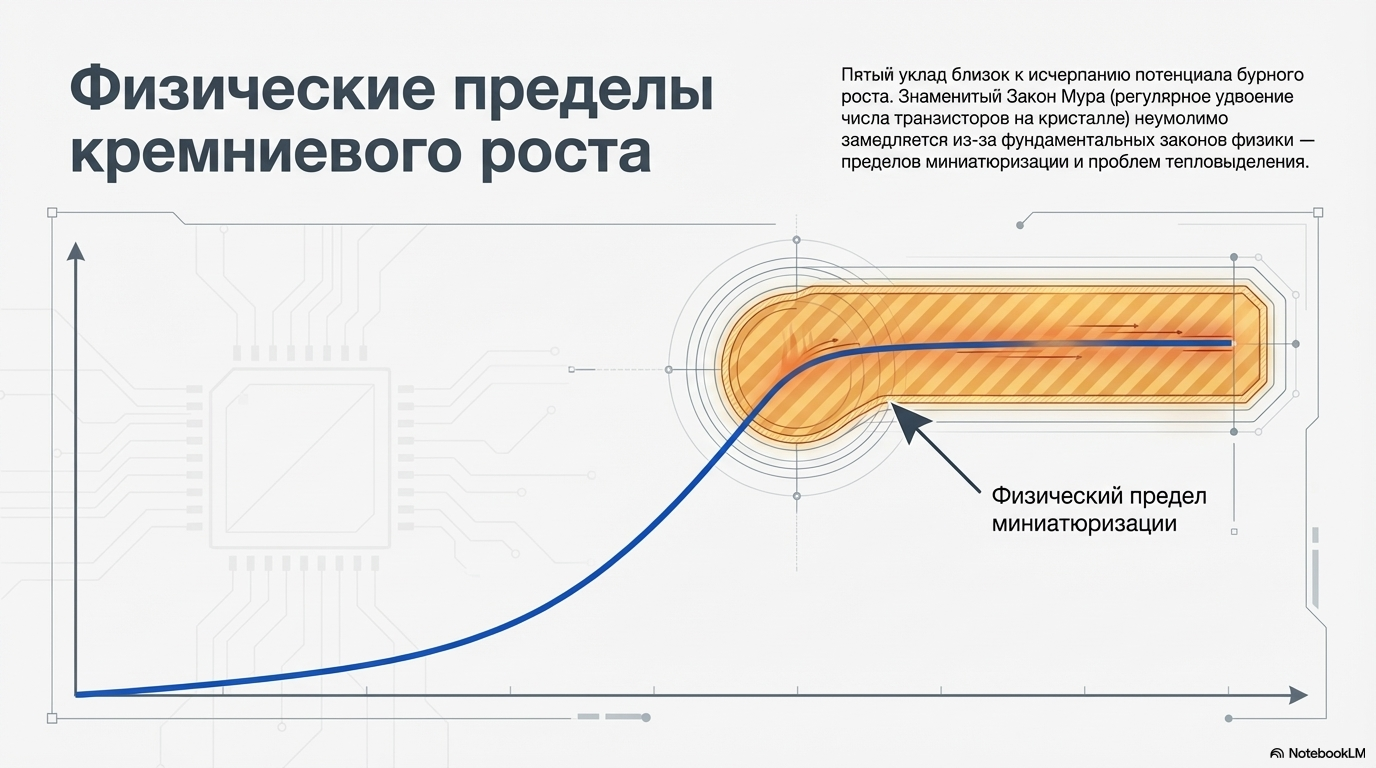 Физические пределы
кремниевого роста
Пятый уклад близок к исчерпанию потенциала бурного
роста. Знаменитый Закон Мура (регулярное удвоение
числа транзисторов на кристалле) неумолимо
замедляется из-за фундаментальных законов физики —
пределов миниатюризации и проблем тепловыделения.
Физический предел
миниатюризации
NotebookLM